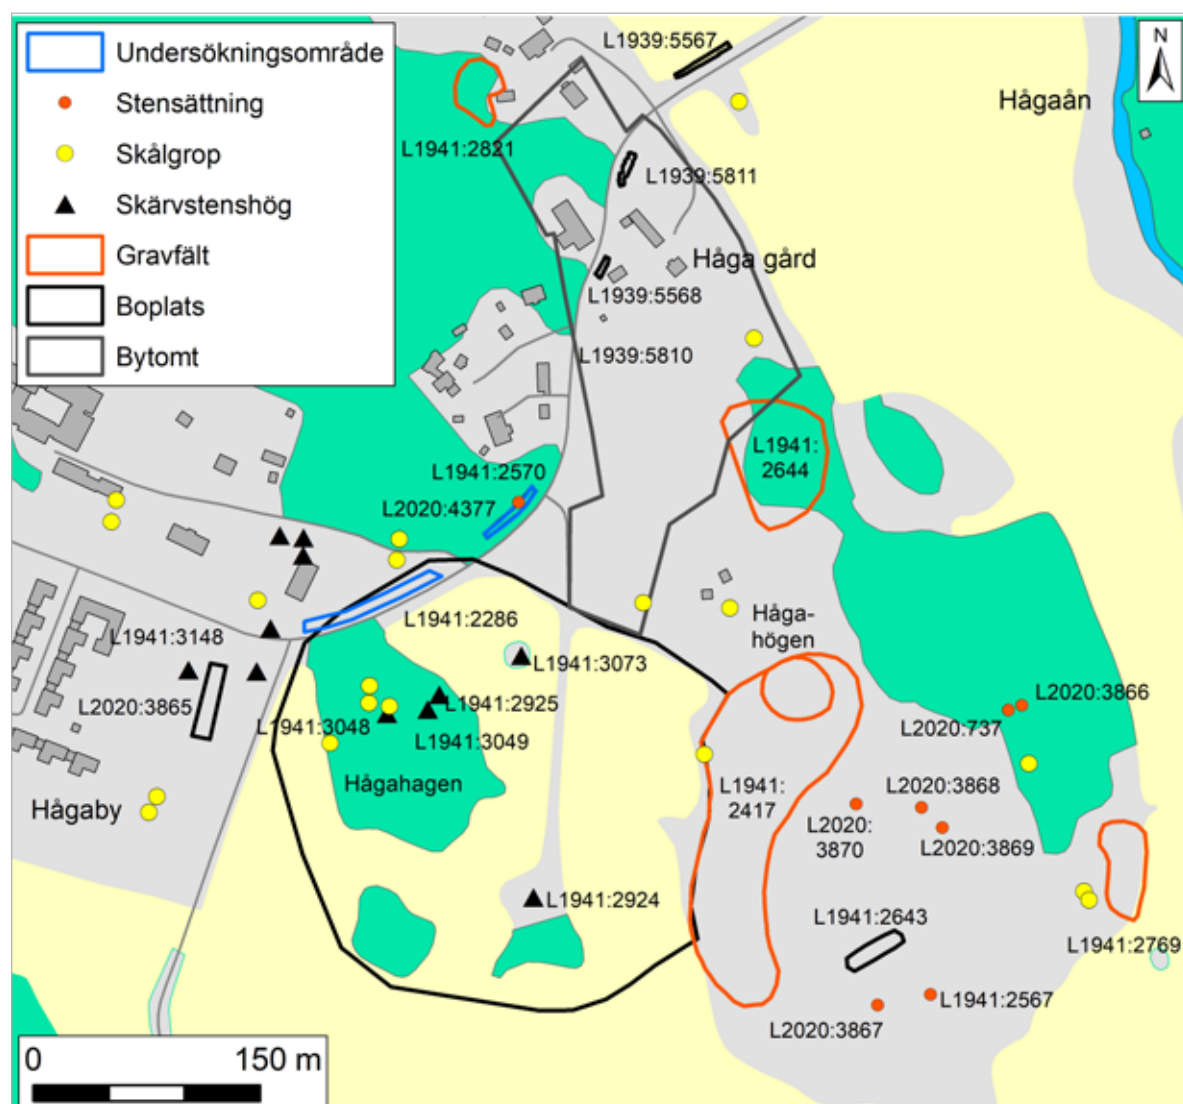 Undersökningsområde
Stensättning
Skålgrop
Skärvstenshög
Gravfält
Boplats
Bytomt
L1939:5567
Hågaån
N
L1941:2821
L1939:5811
Håga gård
L1939:5568
L1939:5810
L1941:2570
L2020:4377
L1941:
2644
L1941:2286
L1941:3148
L2020:3865
L1941:3073
Håga-
högen
L1941:2925
L1941:3048
L1941:3049
Hågahagen
Hågaby
L2020:3866
L2020:737
L1941:
2417
L2020:3868
L2020:
3870
L2020:3869
L1941:2924
L1941:2643
L1941:2769
L1941:2567
L2020:3867
0 150 m